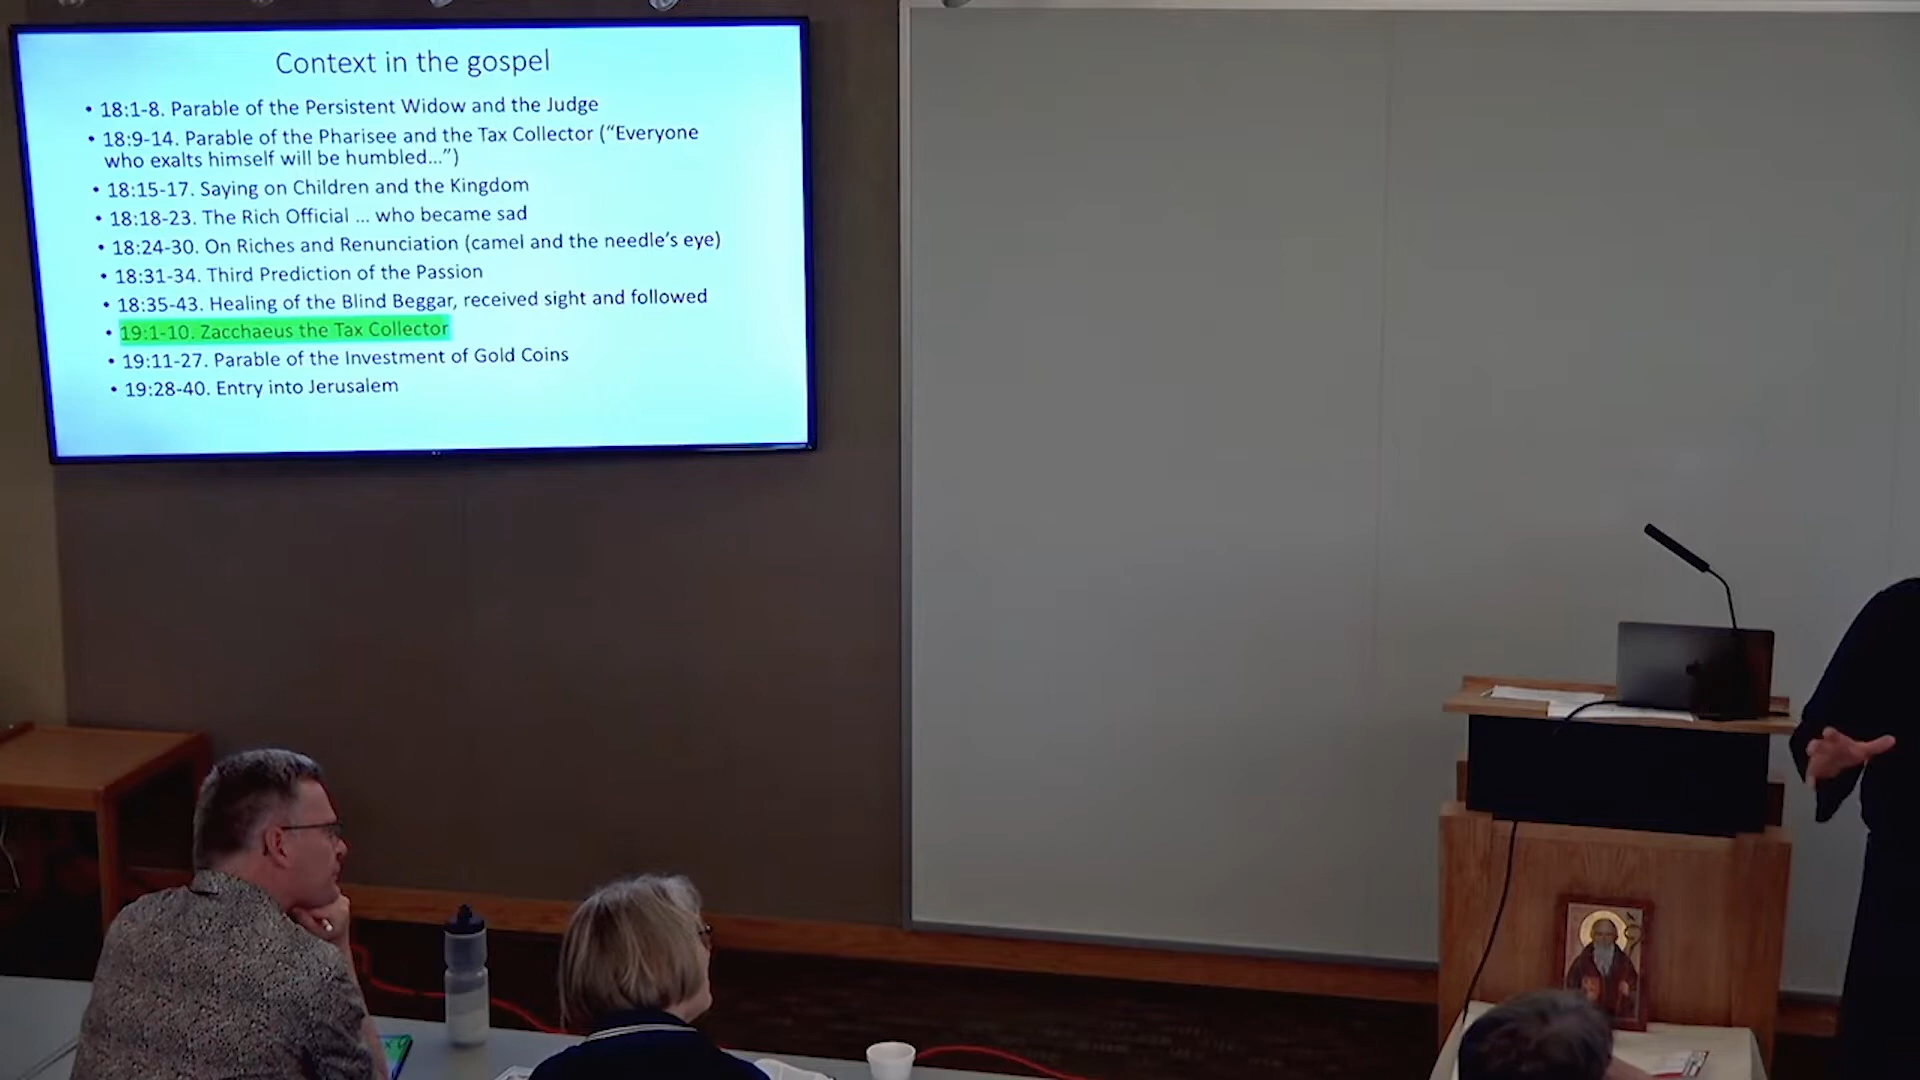 Context in the gospel
• 18:1-8. Parable of the Persistent Widow and the Judge
• 18:9-14. Parable of the Pharisee and the Tax Collector (“Everyone
who exalts himself will be humbled...”)
• 18:15-17. Saying on Children and the Kingdom
• 18:18-23. The Rich Official ... who became sad
• 18:24-30. On Riches and Renunciation (camel and the needle’s eye)
• 18:31-34. Third Prediction of the Passion
• 18:35-43. Healing of the Blind Beggar, received sight and followed
• 19:1-10. Zacchaeus the Tax Collector
• 19:11-27. Parable of the Investment of Gold Coins
• 19:28-40. Entry into Jerusalem